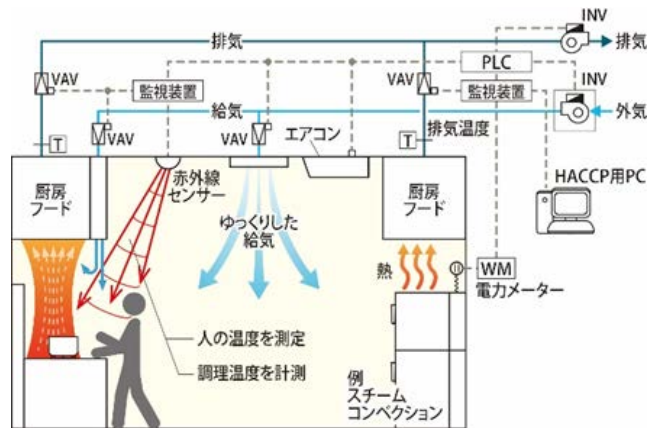 INV
排気
排気
PLC
INV
VAV
監視装置
VAV
監視装置
外気
給気
VAV
VAV
エアコン
排気温度
T
T
厨房
フード
赤外線
センサー
厨房
フード
HACCP用PC
ゆっくりした
給気
熱
WM
電力メーター
人の温度を測定
調理温度を計測
例
スチーム
コンベクション